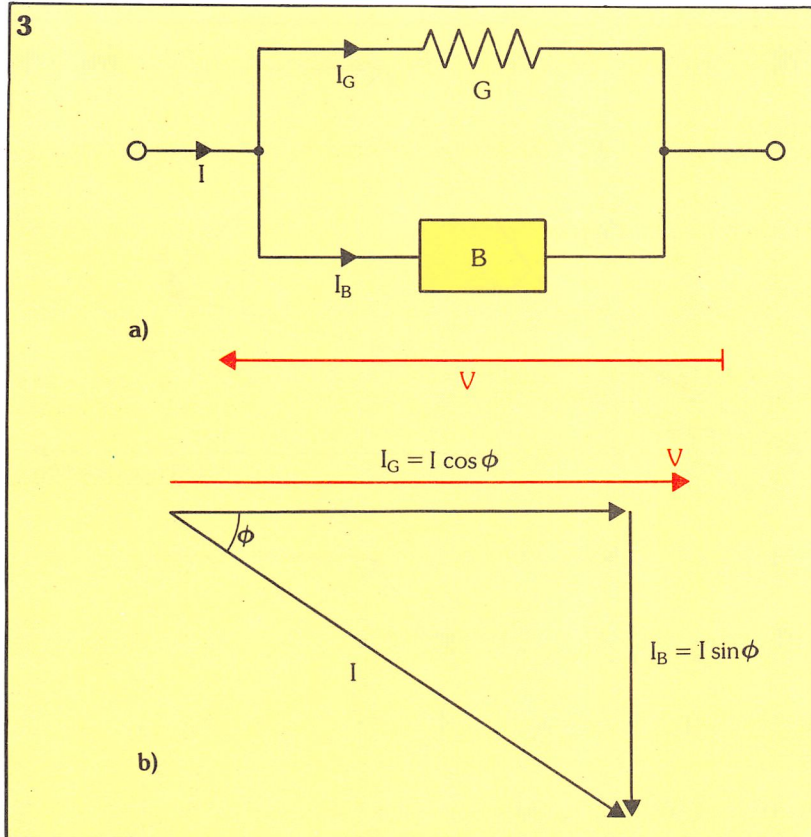 3
I_G
G
I
I_B
B
a)
V
I_G = I cos ϕ
V
ϕ
I_B = I sin ϕ
I
b)